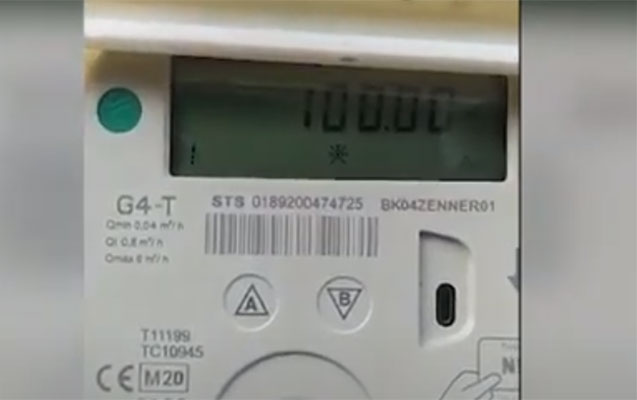 100.00
G4-T STS 0189200474725 BK04ZENNER01
Qmin 0,04 m³/h
Qt 0,6 m³/h
Qmax 6 m³/h
A B
T11199
TC10945
CE M20